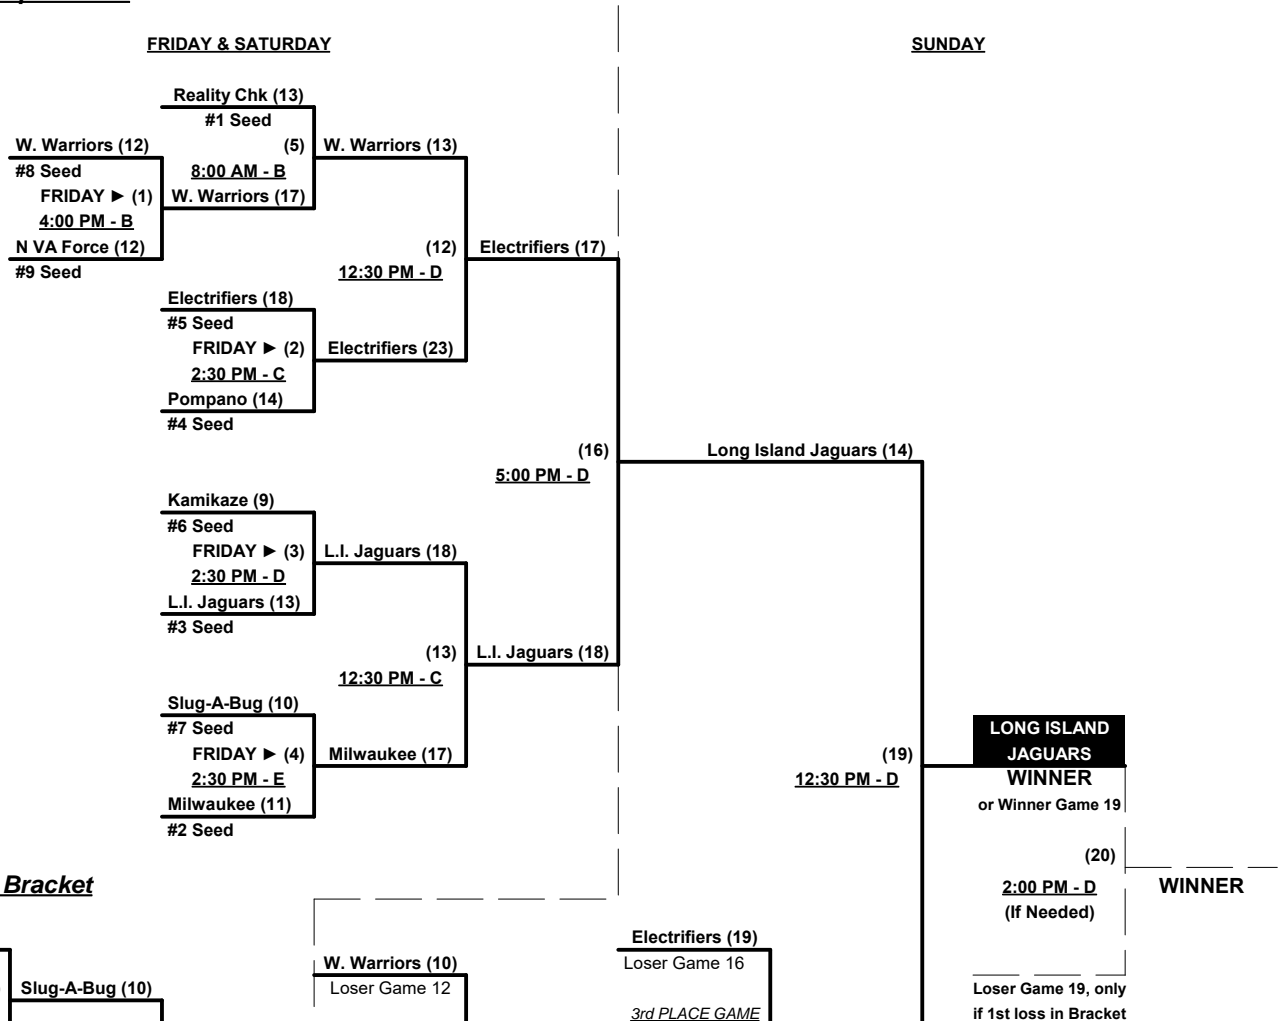 FRIDAY & SATURDAY
SUNDAY
Reality Chk (13)
#1 Seed
W. Warriors (12)
(5)
W. Warriors (13)
#8 Seed
8:00 AM - B
FRIDAY ► (1)
W. Warriors (17)
4:00 PM - B
N VA Force (12)
(12)
Electrifiers (17)
#9 Seed
12:30 PM - D
Electrifiers (18)
#5 Seed
FRIDAY ► (2)
Electrifiers (23)
2:30 PM - C
Pompano (14)
#4 Seed
(16)
Long Island Jaguars (14)
5:00 PM - D
Kamikaze (9)
#6 Seed
FRIDAY ► (3)
L.I. Jaguars (18)
2:30 PM - D
L.I. Jaguars (13)
#3 Seed
(13)
L.I. Jaguars (18)
12:30 PM - C
Slug-A-Bug (10)
#7 Seed
LONG ISLAND
FRIDAY ► (4)
Milwaukee (17)
(19)
JAGUARS
2:30 PM - E
12:30 PM - D
WINNER
Milwaukee (11)
or Winner Game 19
#2 Seed
(20)
Bracket
2:00 PM - D
WINNER
(If Needed)
Electrifiers (19)
W. Warriors (10)
Loser Game 16
Slug-A-Bug (10)
Loser Game 12
Loser Game 19, only
3rd PLACE GAME
if 1st loss in Bracket